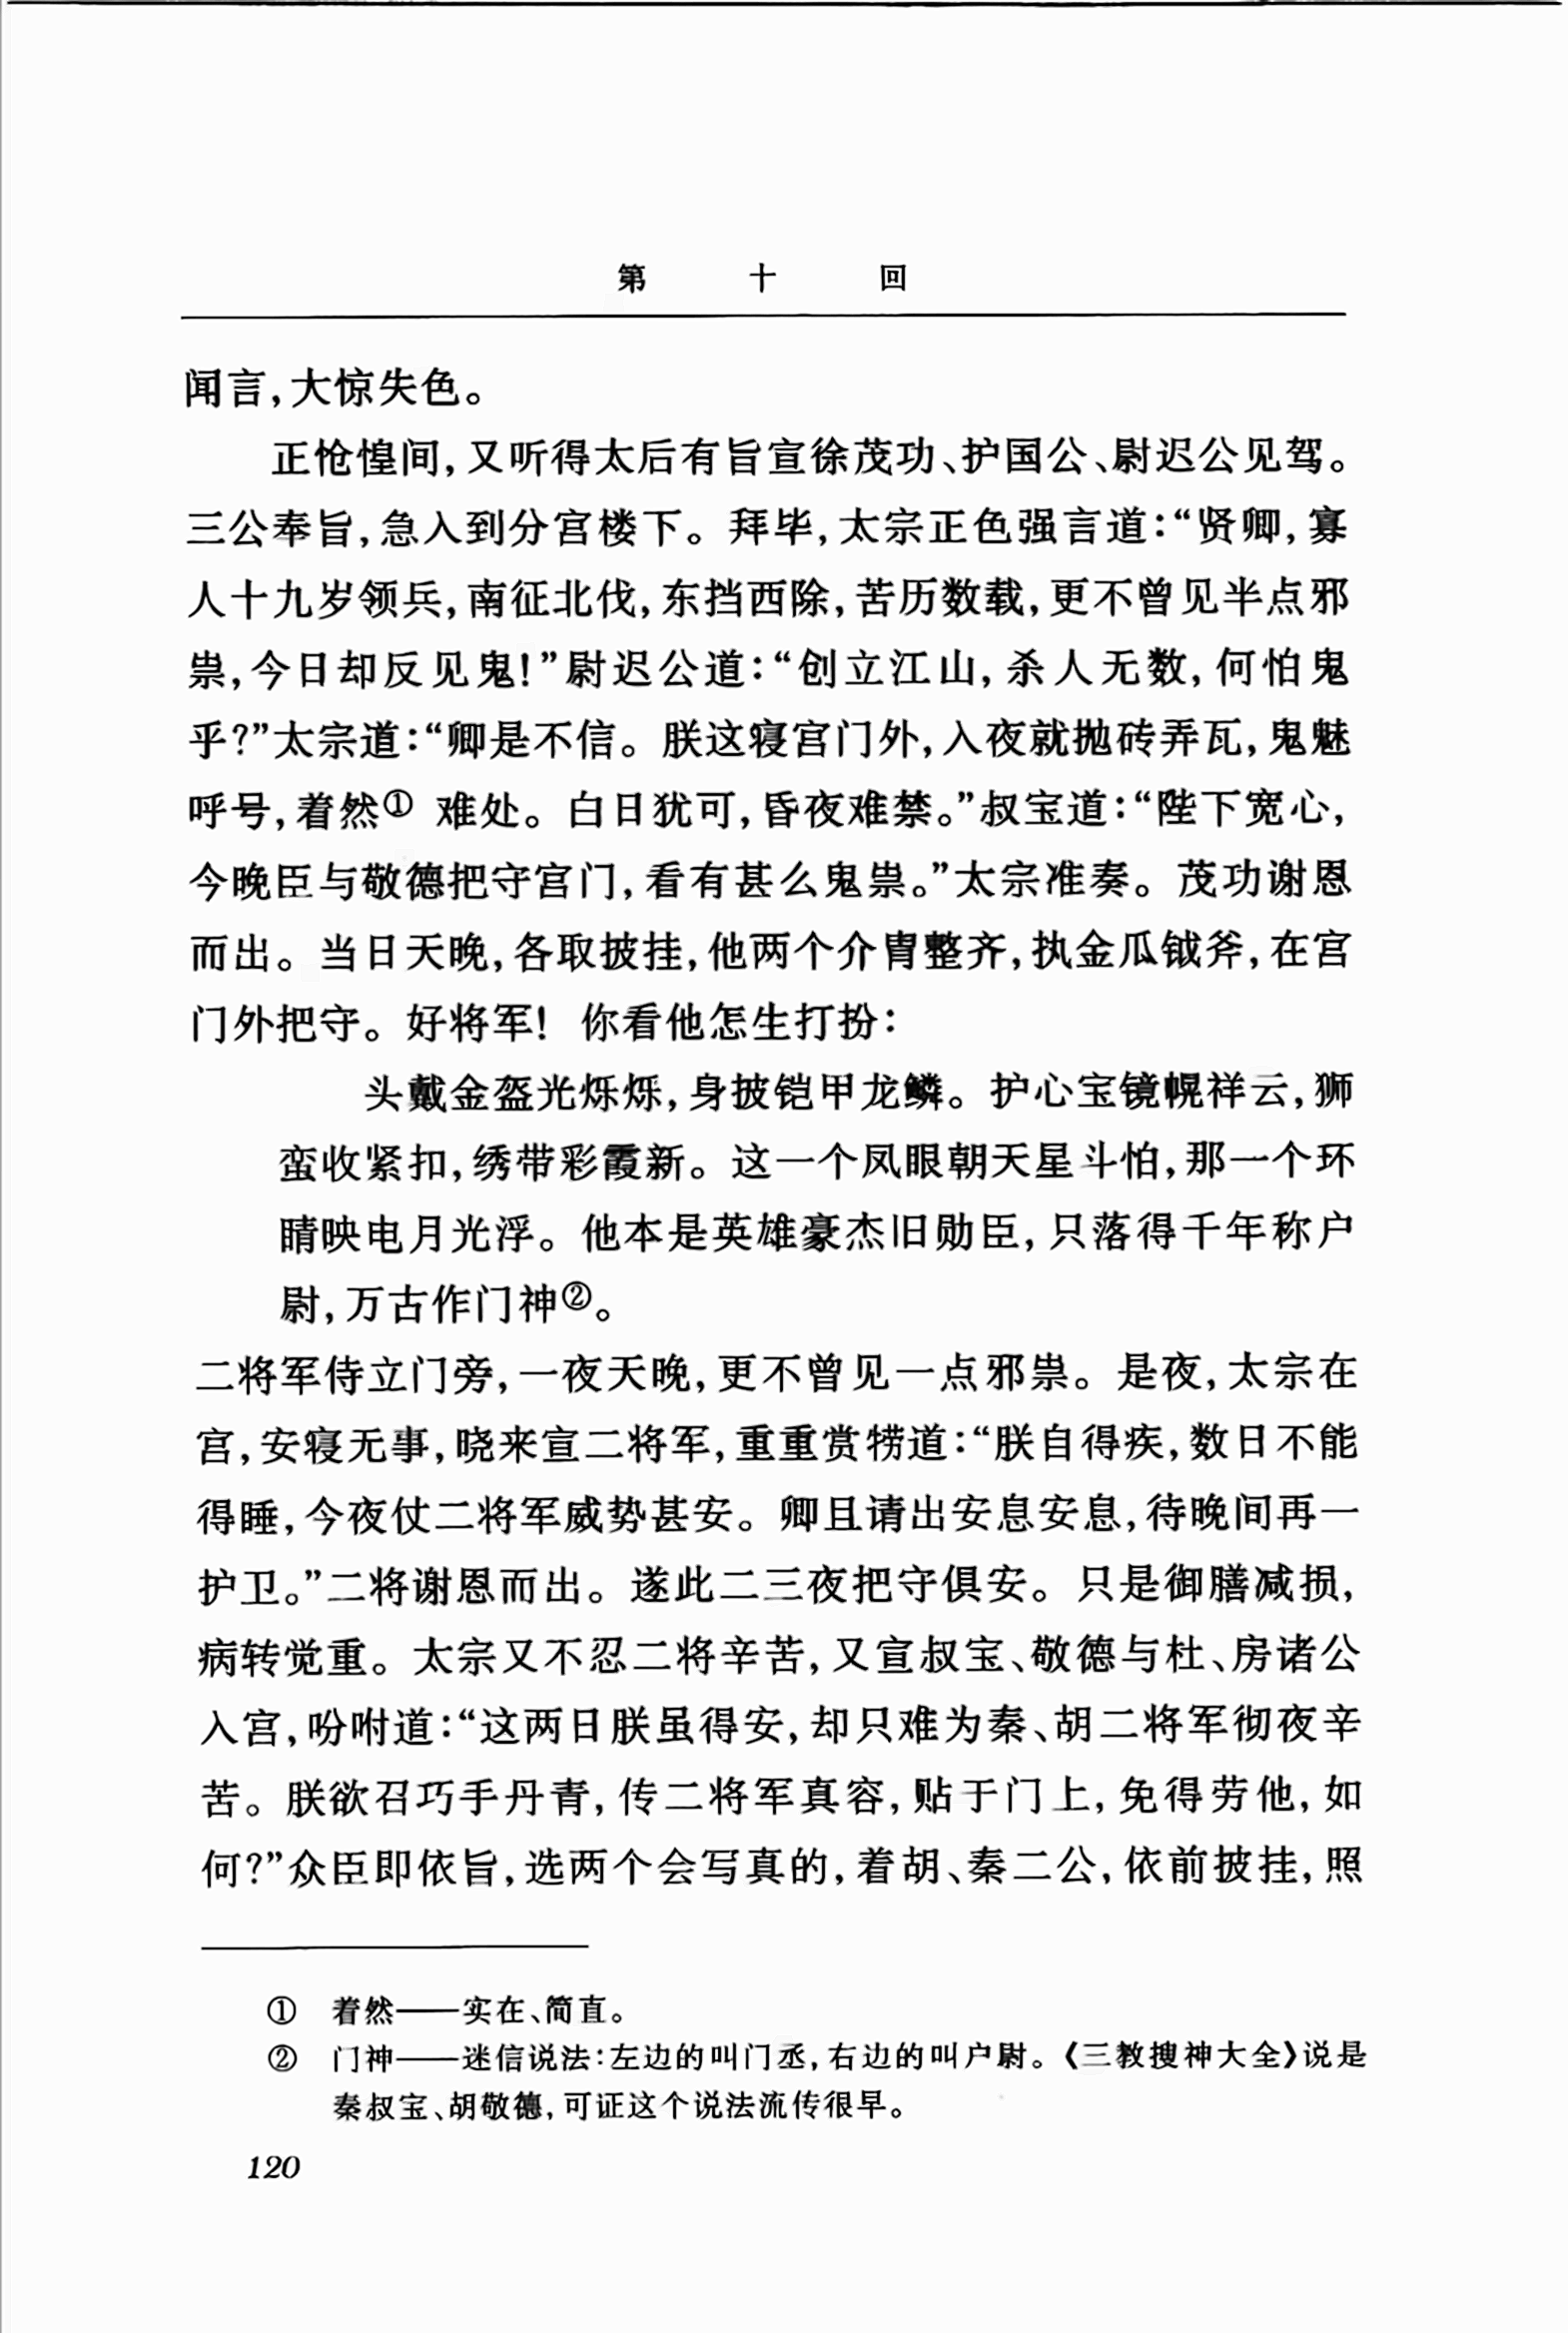 第十回
闻言，大惊失色。
正怆惶间，又听得太后有旨宣徐茂功、护国公、尉迟公见驾。
三公奉旨，急入到分宫楼下。拜毕，太宗正色强言道：“贤卿，寡
人十九岁领兵，南征北伐，东挡西除，苦历数载，更不曾见半点邪
祟，今日却反见鬼！”尉迟公道：“创立江山，杀人无数，何怕鬼
乎？”太宗道：“卿是不信。朕这寝宫门外，入夜就抛砖弄瓦，鬼魅
呼号，着然① 难处。白日犹可，昏夜难禁。”叔宝道：“陛下宽心，
今晚臣与敬德把守宫门，看有甚么鬼祟。”太宗准奏。茂功谢恩
而出。当日天晚，各取披挂，他两个介胄整齐，执金瓜钺斧，在宫
门外把守。好将军！你看他怎生打扮：
头戴金盔光烁烁，身披铠甲龙鳞。护心宝镜幌祥云，狮
蛮收紧扣，绣带彩霞新。这一个凤眼朝天星斗怕，那一个环
睛映电月光浮。他本是英雄豪杰旧勋臣，只落得千年称户
尉，万古作门神②。
二将军侍立门旁，一夜天晚，更不曾见一点邪祟。是夜，太宗在
宫，安寝无事，晓来宣二将军，重重赏犒道：“朕自得疾，数日不能
得睡，今夜仗二将军威势甚安。卿且请出安息安息，待晚间再一
护卫。”二将谢恩而出。遂此二三夜把守俱安。只是御膳减损，
病转觉重。太宗又不忍二将辛苦，又宣叔宝、敬德与杜、房诸公
入宫，吩咐道：“这两日朕虽得安，却只难为秦、胡二将军彻夜辛
苦。朕欲召巧手丹青，传二将军真容，贴于门上，免得劳他，如
何？”众臣即依旨，选两个会写真的，着胡、秦二公，依前披挂，照
① 着然——实在、简直。
② 门神——迷信说法：左边的叫门丞，右边的叫户尉。《三教搜神大全》说是
秦叔宝、胡敬德，可证这个说法流传很早。
120